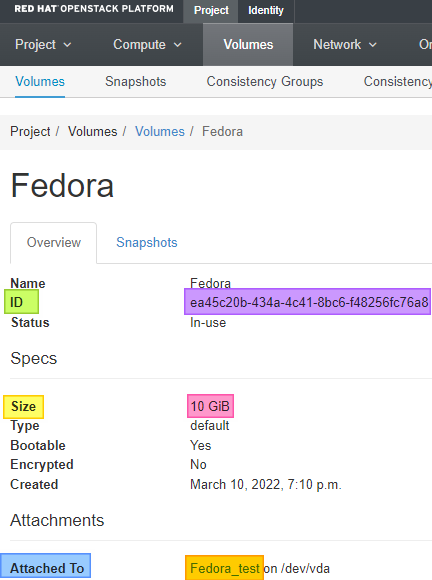 RED HAT® OPENSTACK PLATFORM Project Identity
Project Compute Volumes Network
Volumes Snapshots Consistency Groups Consistency
Project / Volumes / Volumes / Fedora
Fedora
Overview Snapshots
Name Fedora
ID ea45c20b-434a-4c41-8bc6-f48256fc76a8
Status In-use
Specs
Size 10 GiB
Type default
Bootable Yes
Encrypted No
Created March 10, 2022, 7:10 p.m.
Attachments
Attached To Fedora_test on /dev/vda